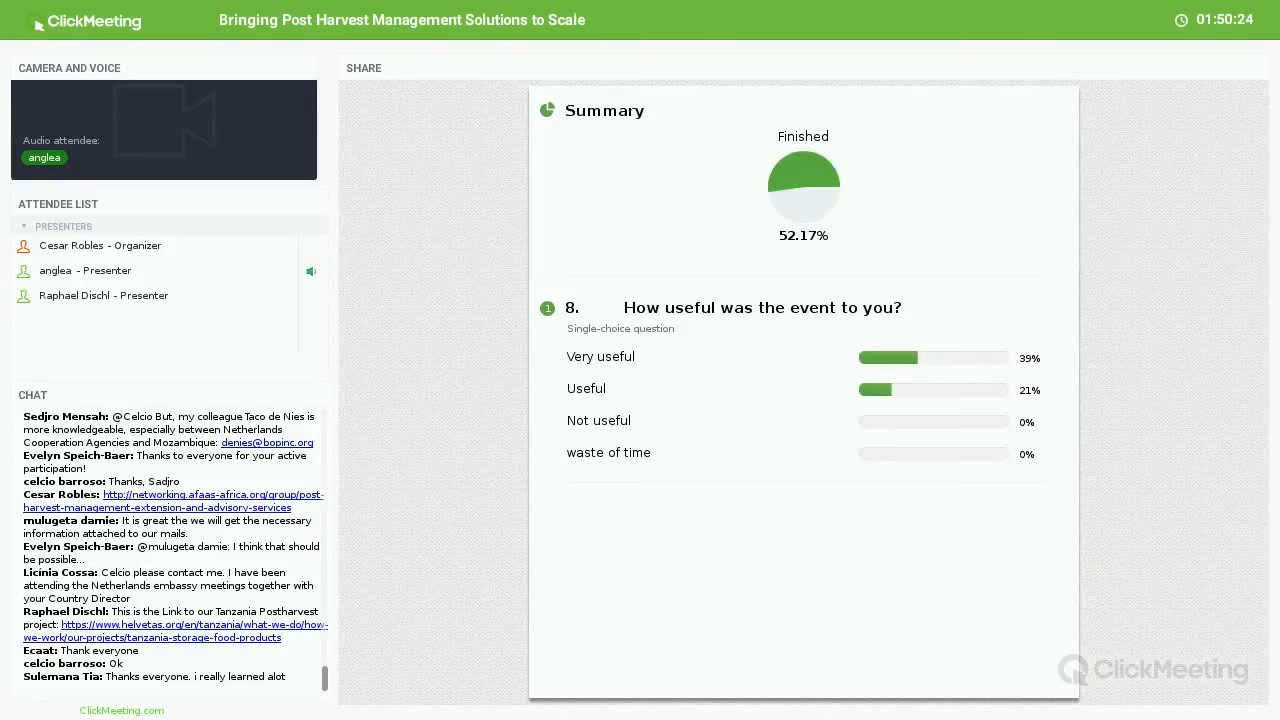 ClickMeeting
Bringing Post Harvest Management Solutions to Scale
01:50:24
CAMERA AND VOICE
Audio attendee:
anglea
ATTENDEE LIST
PRESENTERS
Cesar Robles - Organizer
anglea - Presenter
Raphael Dischl - Presenter
CHAT
Sedjro Mensah: @Celcio But, my colleague Taco de Nies is
more knowledgeable, especially between Netherlands
Cooperation Agencies and Mozambique: denies@bopinc.org
Evelyn Speich-Baer: Thanks to everyone for your active
participation!
celcio barroso: Thanks, Sadjro
Cesar Robles: http://networking.afaas-africa.org/group/post-
harvest-management-extension-and-advisory-services
mulugeta damie: It is great the we will get the necessary
information attached to our mails.
Evelyn Speich-Baer: @mulugeta damie: I think that should
be possible...
Licínia Cossa: Celcio please contact me. I have been
attending the Netherlands embassy meetings together with
your Country Director
Raphael Dischl: This is the Link to our Tanzania Postharvest
project: https://www.helvetas.org/en/tanzania/what-we-do/how-
we-work/our-projects/tanzania-storage-food-products
Ecaat: Thank everyone
celcio barroso: Ok
Sulemana Tia: Thanks everyone. i really learned alot
ClickMeeting.com
SHARE
Summary
Finished
52.17%
1 8. How useful was the event to you?
Single-choice question
Very useful 39%
Useful 21%
Not useful 0%
waste of time 0%
ClickMeeting